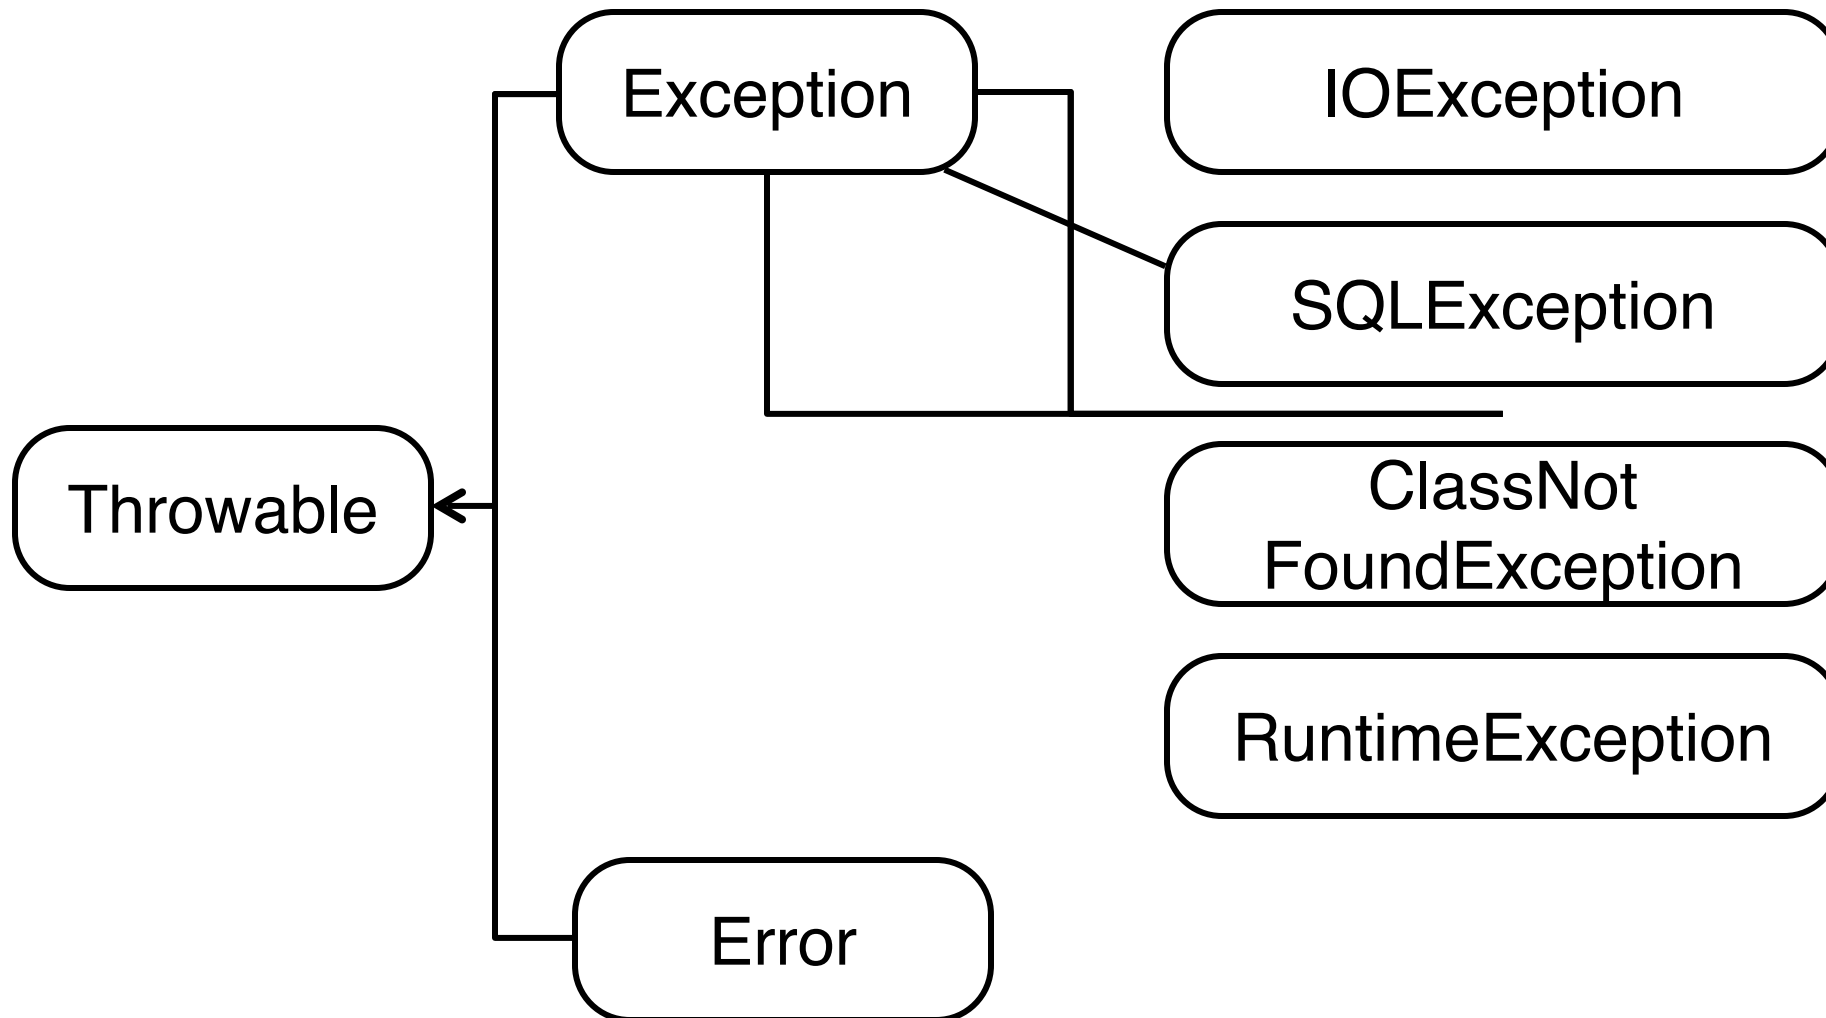 Exception
IOException
SQLException
Throwable
ClassNot
FoundException
RuntimeException
Error